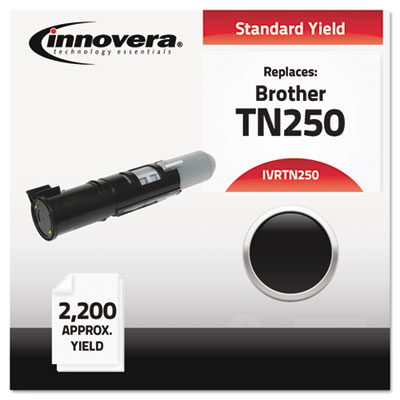 innovera®
technology essentials
Standard Yield
Replaces:
Brother
TN250
IVRTN250
2,200
APPROX.
YIELD